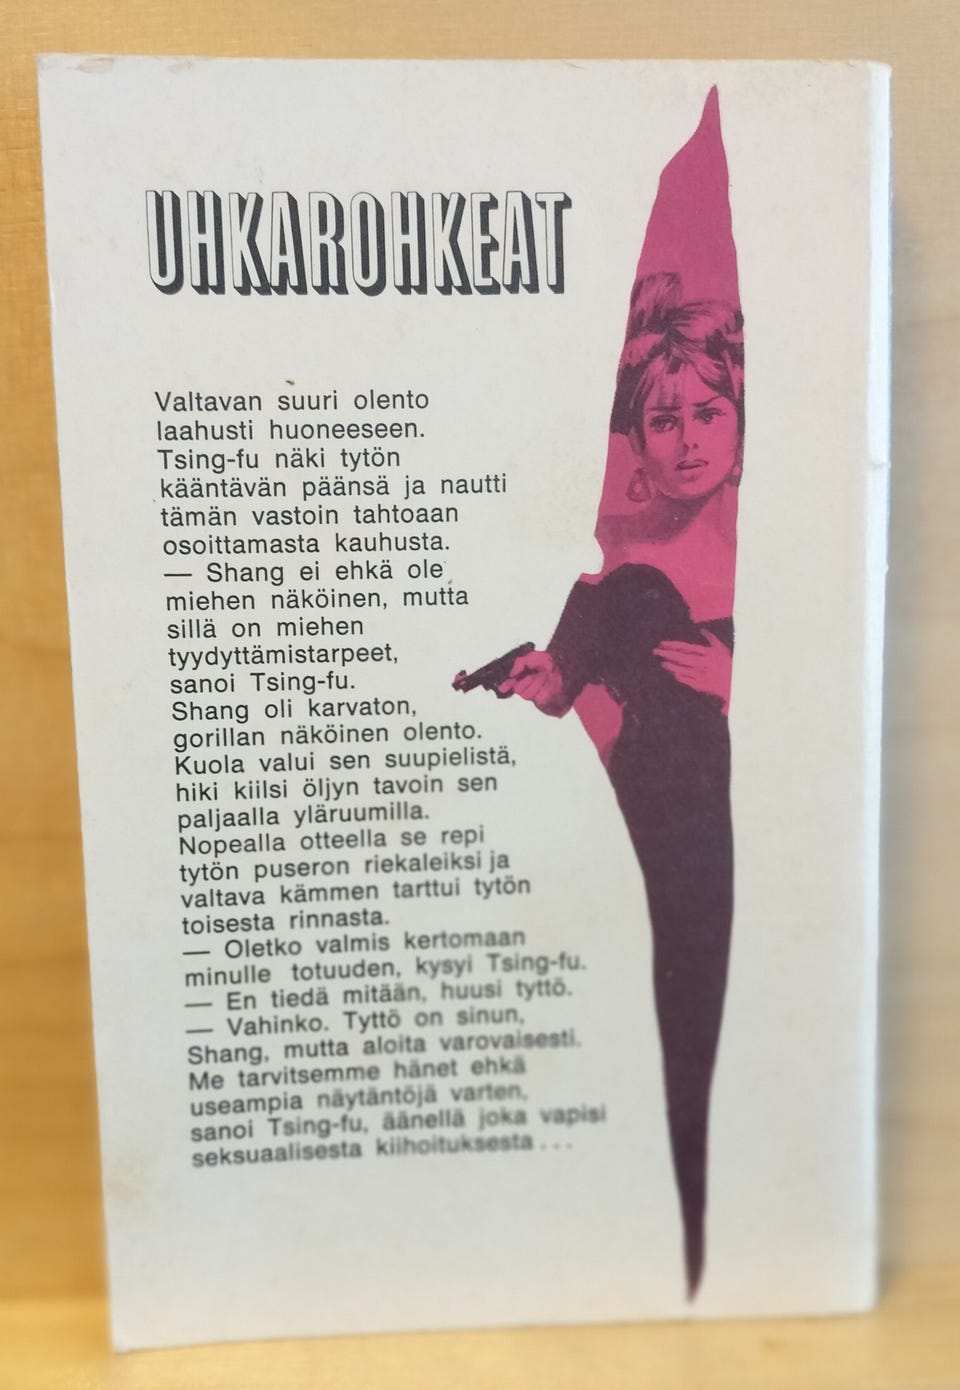 UHKAROHKEAT
Valtavan suuri olento
laahusti huoneeseen.
Tsing-fu näki tytön
kääntävän päänsä ja nautti
tämän vastoin tahtoaan
osoittamasta kauhusta.
— Shang ei ehkä ole
miehen näköinen, mutta
sillä on miehen
tyydyttämistarpeet,
sanoi Tsing-fu.
Shang oli karvaton,
gorillan näköinen olento.
Kuola valui sen suupielistä,
hiki kiilsi öljyn tavoin sen
paljaalla yläruumilla.
Nopealla otteella se repi
tytön puseron riekaleiksi ja
valtava kämmen tarttui tytön
toisesta rinnasta.
— Oletko valmis kertomaan
minulle totuuden, kysyi Tsing-fu.
— En tiedä mitään, huusi tyttö.
— Vahinko. Tyttö on sinun,
Shang, mutta aloita varovaisesti.
Me tarvitsemme hänet ehkä
useampia näytäntöjä varten,
sanoi Tsing-fu, äänellä joka vapisi
seksuaalisesta kiihoituksesta...